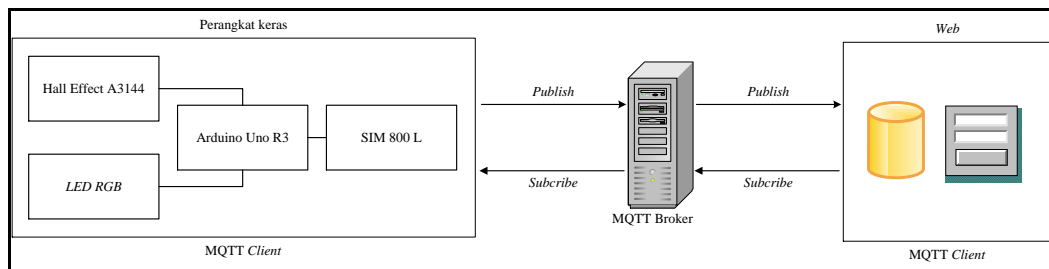 Perangkat keras
Web
Hall Effect A3144
Arduino Uno R3
SIM 800 L
LED RGB
Publish
Publish
Subcribe
Subcribe
MQTT Broker
MQTT Client
MQTT Client